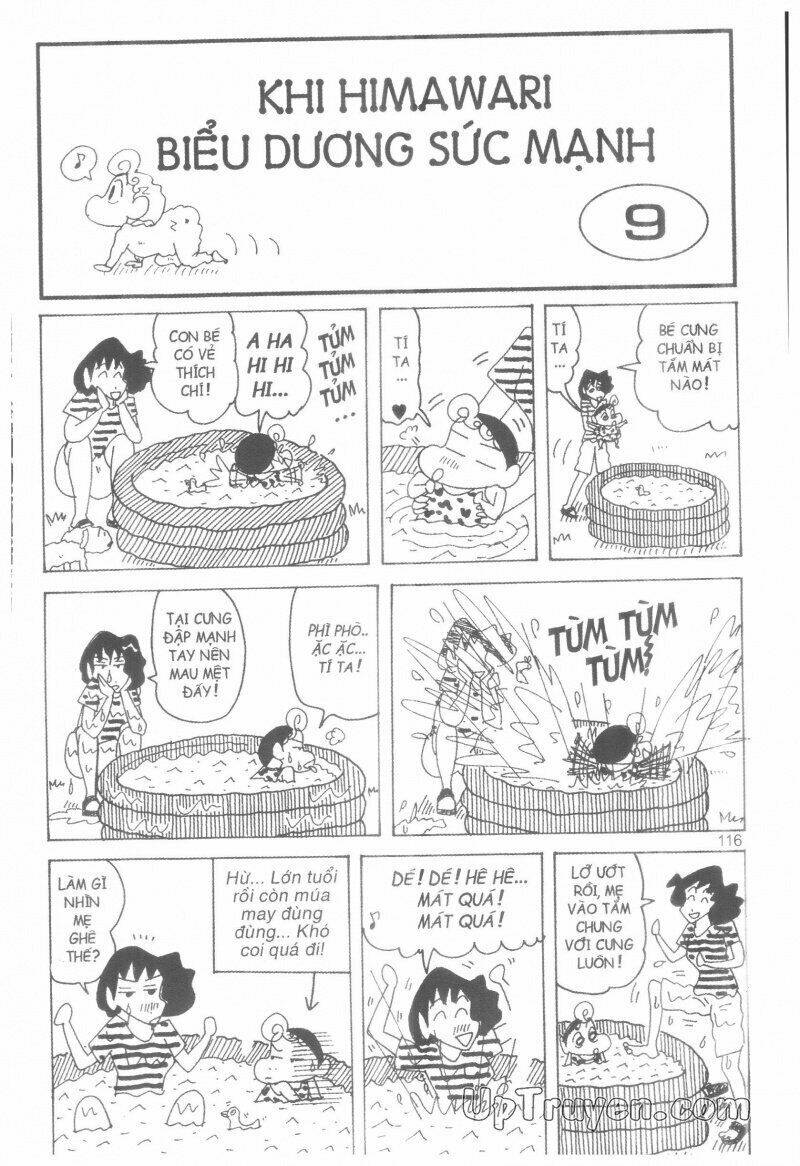 KHI HIMAWARI
BIỂU DƯƠNG SỨC MẠNH
♪
9
BÉ CƯNG
CHUẨN BỊ
TẮM MÁT
NÀO!
TÍ
TA
...
TÍ
TA
...
♥
TỦM
TỦM
TỦM
...
A HA
HI HI
HI...
CON BÉ
CÓ VẺ
THÍCH
CHÍ!
TÙM TÙM
TÙM!
PHÌ PHÒ..
ẶC ẶC...
TÍ TA!
TẠI CƯNG
ĐẬP MẠNH
TAY NÊN
MAU MỆT
ĐẤY!
116
LỠ ƯỚT
RỒI, MẸ
VÀO TẮM
CHUNG
VỚI CƯNG
LUÔN!
DÉ! DÉ! HÊ HÊ...
MÁT QUÁ!
MÁT QUÁ!
♪
Hừ... Lớn tuổi
rồi còn múa
may đùng
đùng... Khó
coi quá đi!
LÀM GÌ
NHÌN
MẸ
GHÊ
THẾ?
UpTruyen.com